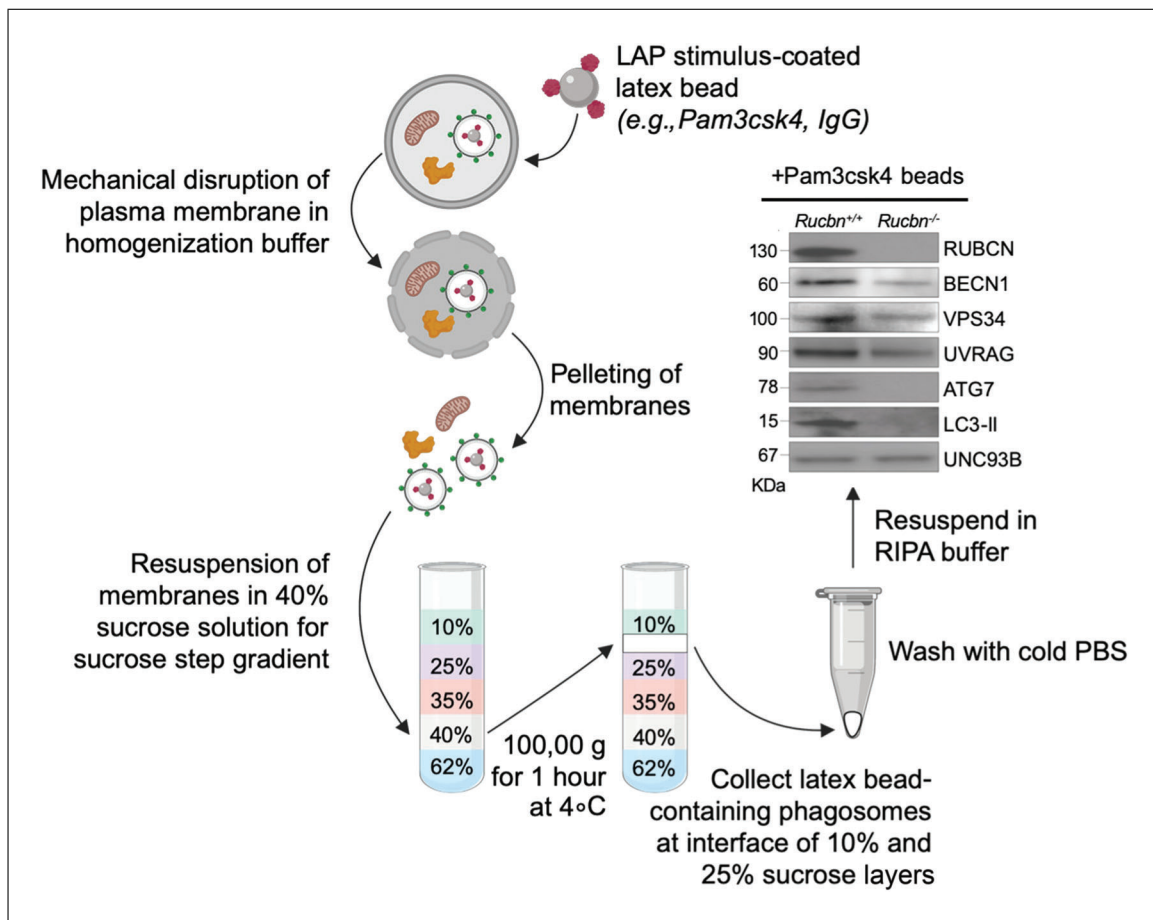 LAP stimulus-coated
latex bead
(e.g.,Pam3csk4, IgG)
Mechanical disruption of
plasma membrane in
homogenization buffer
Pelleting of
membranes
Resuspension of
membranes in 40%
sucrose solution for
sucrose step gradient
10%
25%
35%
40%
62%
100,00 g
for 1 hour
at 4∘C
10%
25%
35%
40%
62%
Collect latex bead-
containing phagosomes
at interface of 10% and
25% sucrose layers
Wash with cold PBS
Resuspend in
RIPA buffer
+Pam3csk4 beads
Rucbn+/+ Rucbn-/-
130 RUBCN
60 BECN1
100 VPS34
90 UVRAG
78 ATG7
15 LC3-II
67 UNC93B
KDa